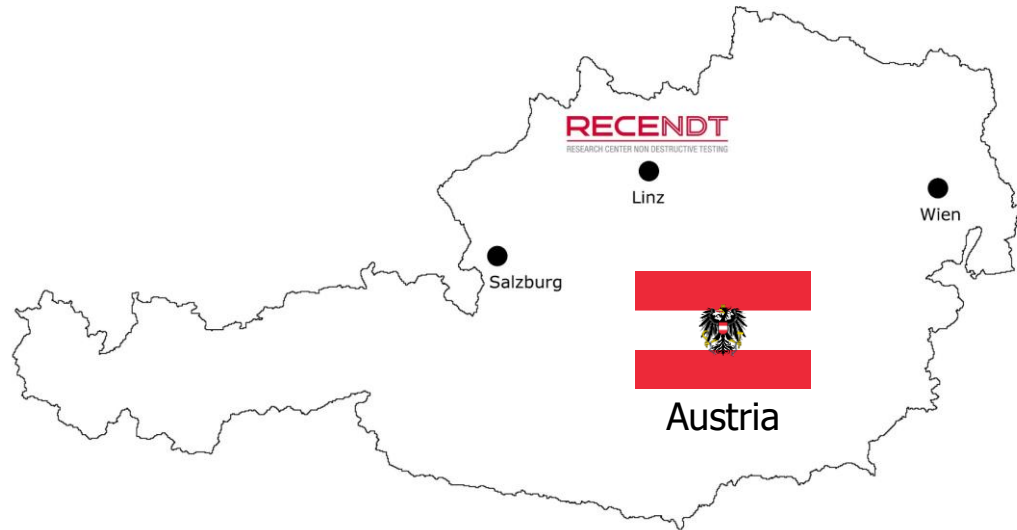 RECENDT
RESEARCH CENTER NON DESTRUCTIVE TESTING
Linz
Wien
Salzburg
Austria